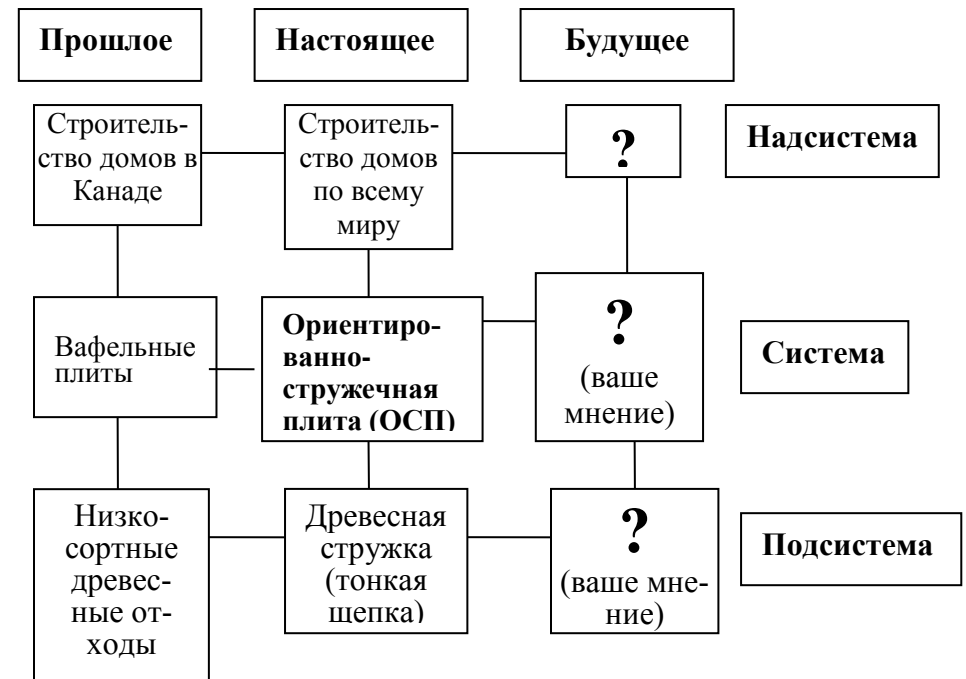 Прошлое
Настоящее
Будущее
Строитель-
ство домов в
Канаде
Строитель-
ство домов
по всему
миру
?
Надсистема
Вафельные
плиты
Ориентиро-
ванно-
стружечная
плита (ОСП)
?
(ваше
мнение)
Система
Низко-
сортные
древес-
ные от-
ходы
Древесная
стружка
(тонкая
щепка)
?
(ваше мне-
ние)
Подсистема